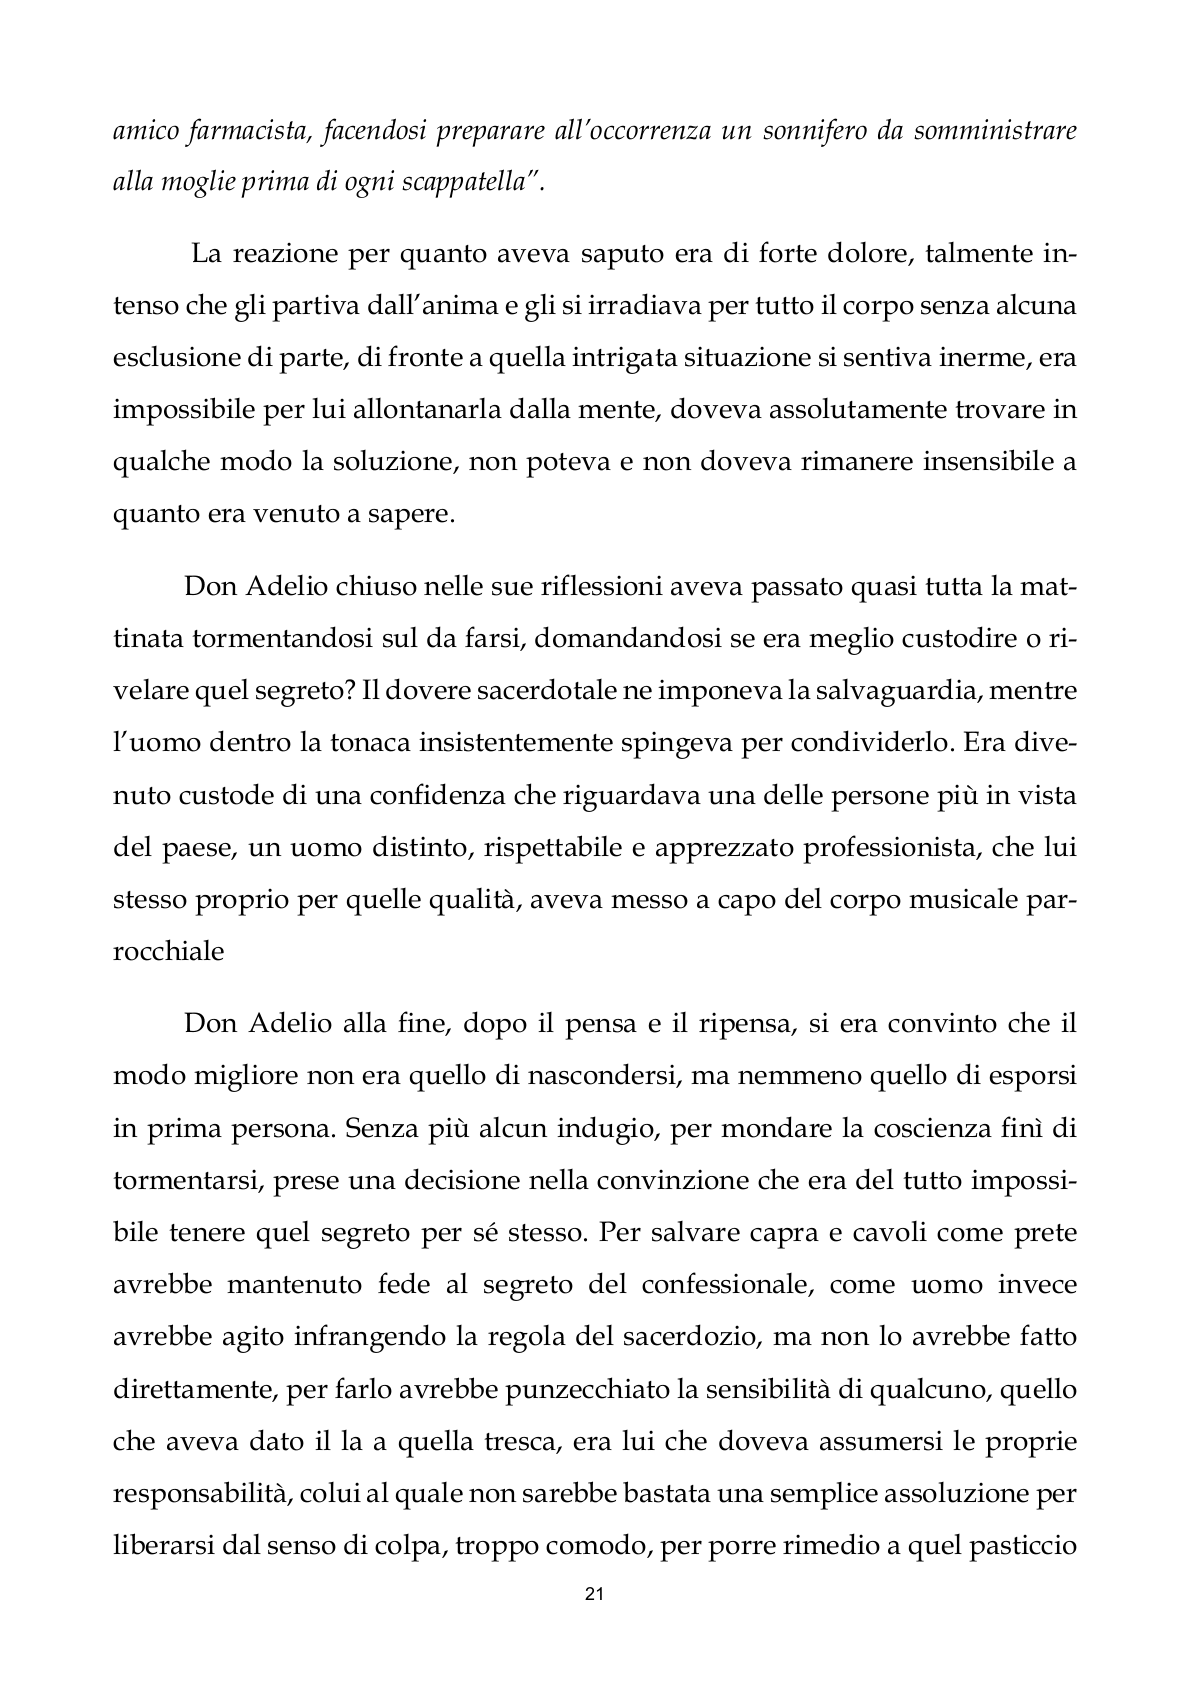 amico farmacista, facendosi preparare all’occorrenza un sonnifero da somministrare
alla moglie prima di ogni scappatella”.
La reazione per quanto aveva saputo era di forte dolore, talmente in-
tenso che gli partiva dall’anima e gli si irradiava per tutto il corpo senza alcuna
esclusione di parte, di fronte a quella intrigata situazione si sentiva inerme, era
impossibile per lui allontanarla dalla mente, doveva assolutamente trovare in
qualche modo la soluzione, non poteva e non doveva rimanere insensibile a
quanto era venuto a sapere.
Don Adelio chiuso nelle sue riflessioni aveva passato quasi tutta la mat-
tinata tormentandosi sul da farsi, domandandosi se era meglio custodire o ri-
velare quel segreto? Il dovere sacerdotale ne imponeva la salvaguardia, mentre
l’uomo dentro la tonaca insistentemente spingeva per condividerlo. Era dive-
nuto custode di una confidenza che riguardava una delle persone più in vista
del paese, un uomo distinto, rispettabile e apprezzato professionista, che lui
stesso proprio per quelle qualità, aveva messo a capo del corpo musicale par-
rocchiale
Don Adelio alla fine, dopo il pensa e il ripensa, si era convinto che il
modo migliore non era quello di nascondersi, ma nemmeno quello di esporsi
in prima persona. Senza più alcun indugio, per mondare la coscienza finì di
tormentarsi, prese una decisione nella convinzione che era del tutto impossi-
bile tenere quel segreto per sé stesso. Per salvare capra e cavoli come prete
avrebbe mantenuto fede al segreto del confessionale, come uomo invece
avrebbe agito infrangendo la regola del sacerdozio, ma non lo avrebbe fatto
direttamente, per farlo avrebbe punzecchiato la sensibilità di qualcuno, quello
che aveva dato il la a quella tresca, era lui che doveva assumersi le proprie
responsabilità, colui al quale non sarebbe bastata una semplice assoluzione per
liberarsi dal senso di colpa, troppo comodo, per porre rimedio a quel pasticcio
21